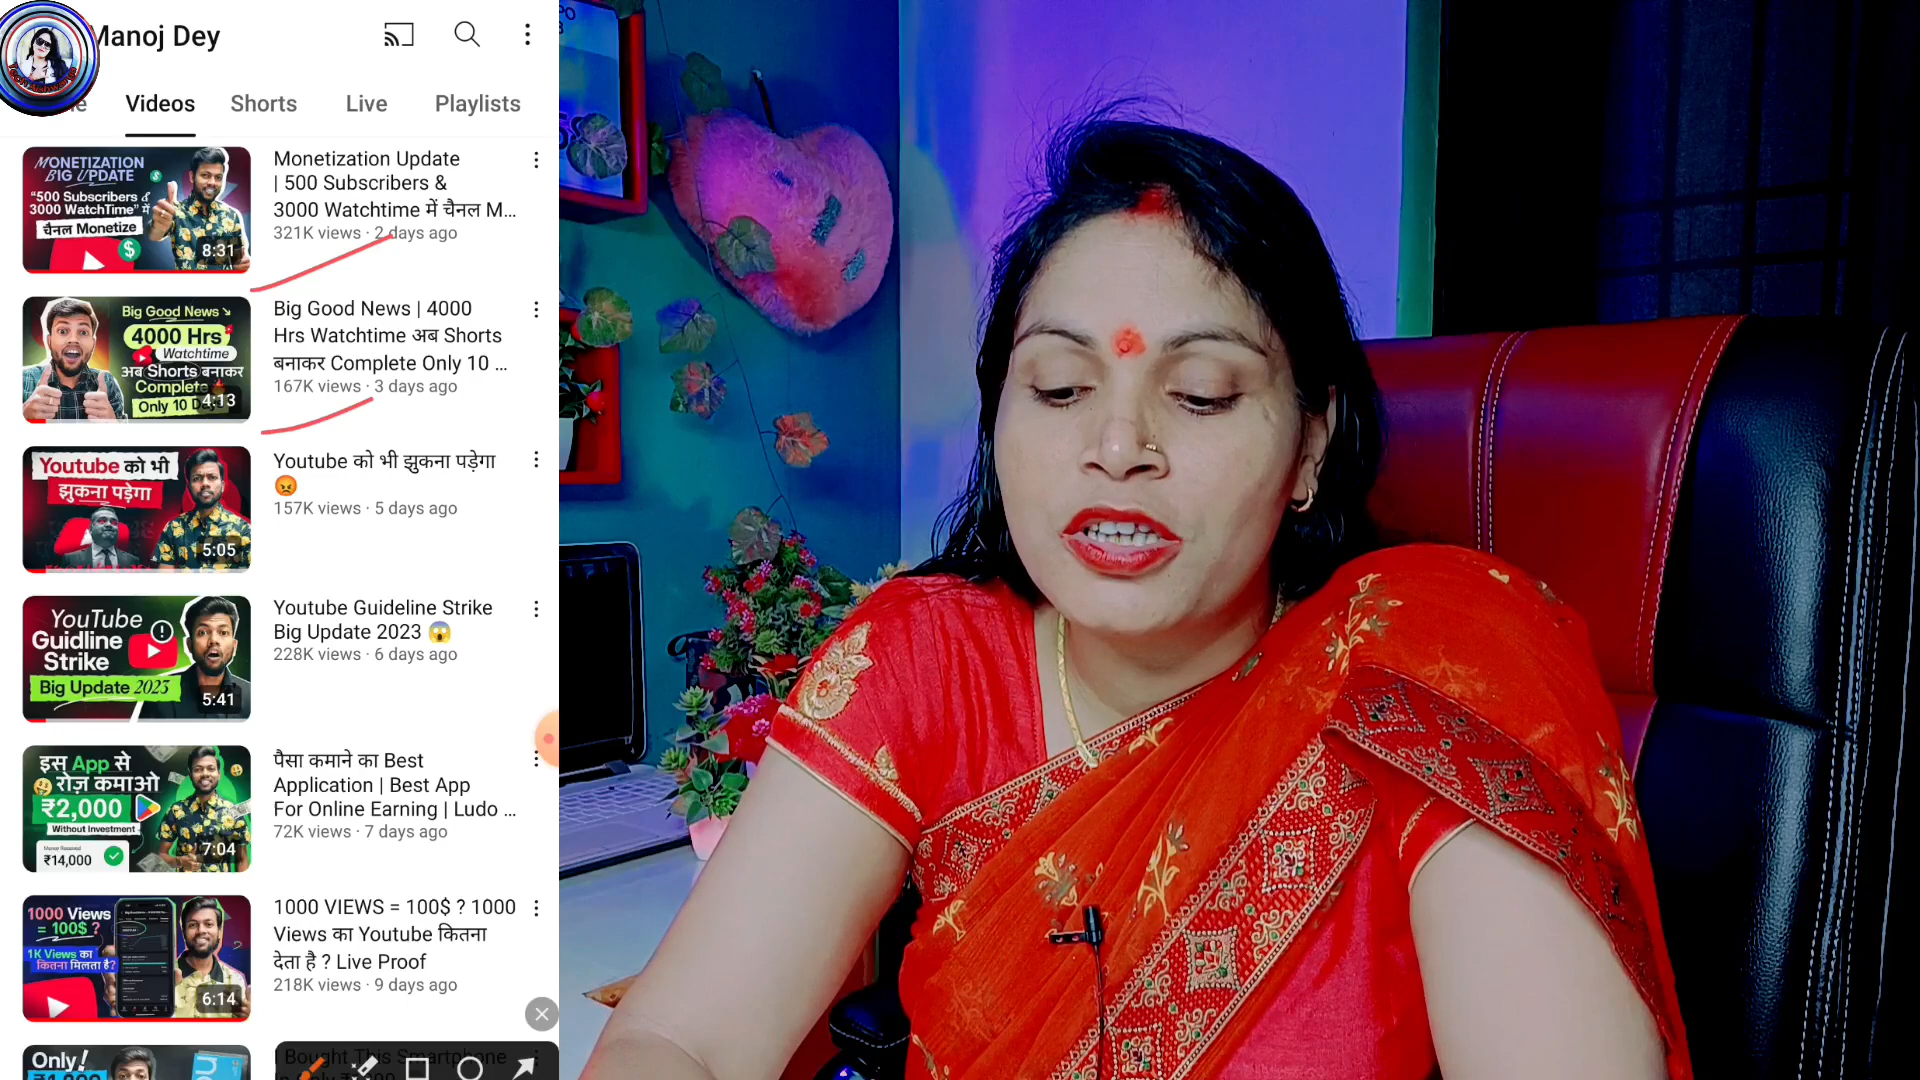 Manoj Dey
Videos
Shorts
Live
Playlists
MONETIZATION
BIG UPDATE
"500 Subscribers &
3000 WatchTime" में
चैनल Monetize
8:31
Monetization Update
| 500 Subscribers &
3000 Watchtime में चैनल M...
321K views · 2 days ago
Big Good News
4000 Hrs
Watchtime
अब Shorts बनाकर
Complete
Only 10 Days
4:13
Big Good News | 4000
Hrs Watchtime अब Shorts
बनाकर Complete Only 10 ...
167K views · 3 days ago
Youtube को भी
झुकना पड़ेगा
5:05
Youtube को भी झुकना पड़ेगा
😡
157K views · 5 days ago
YouTube
Guidline
Strike
Big Update 2023
5:41
Youtube Guideline Strike
Big Update 2023 😱
228K views · 6 days ago
इस App से
रोज़ कमाओ
₹2,000
Without Investment
₹14,000
7:04
पैसा कमाने का Best
Application | Best App
For Online Earning | Ludo ...
72K views · 7 days ago
1000 Views
= 100$ ?
1K Views का
कितना मिलता है?
6:14
1000 VIEWS = 100$ ? 1000
Views का Youtube कितना
देता है ? Live Proof
218K views · 9 days ago
Only!
I Bought This Smartphone